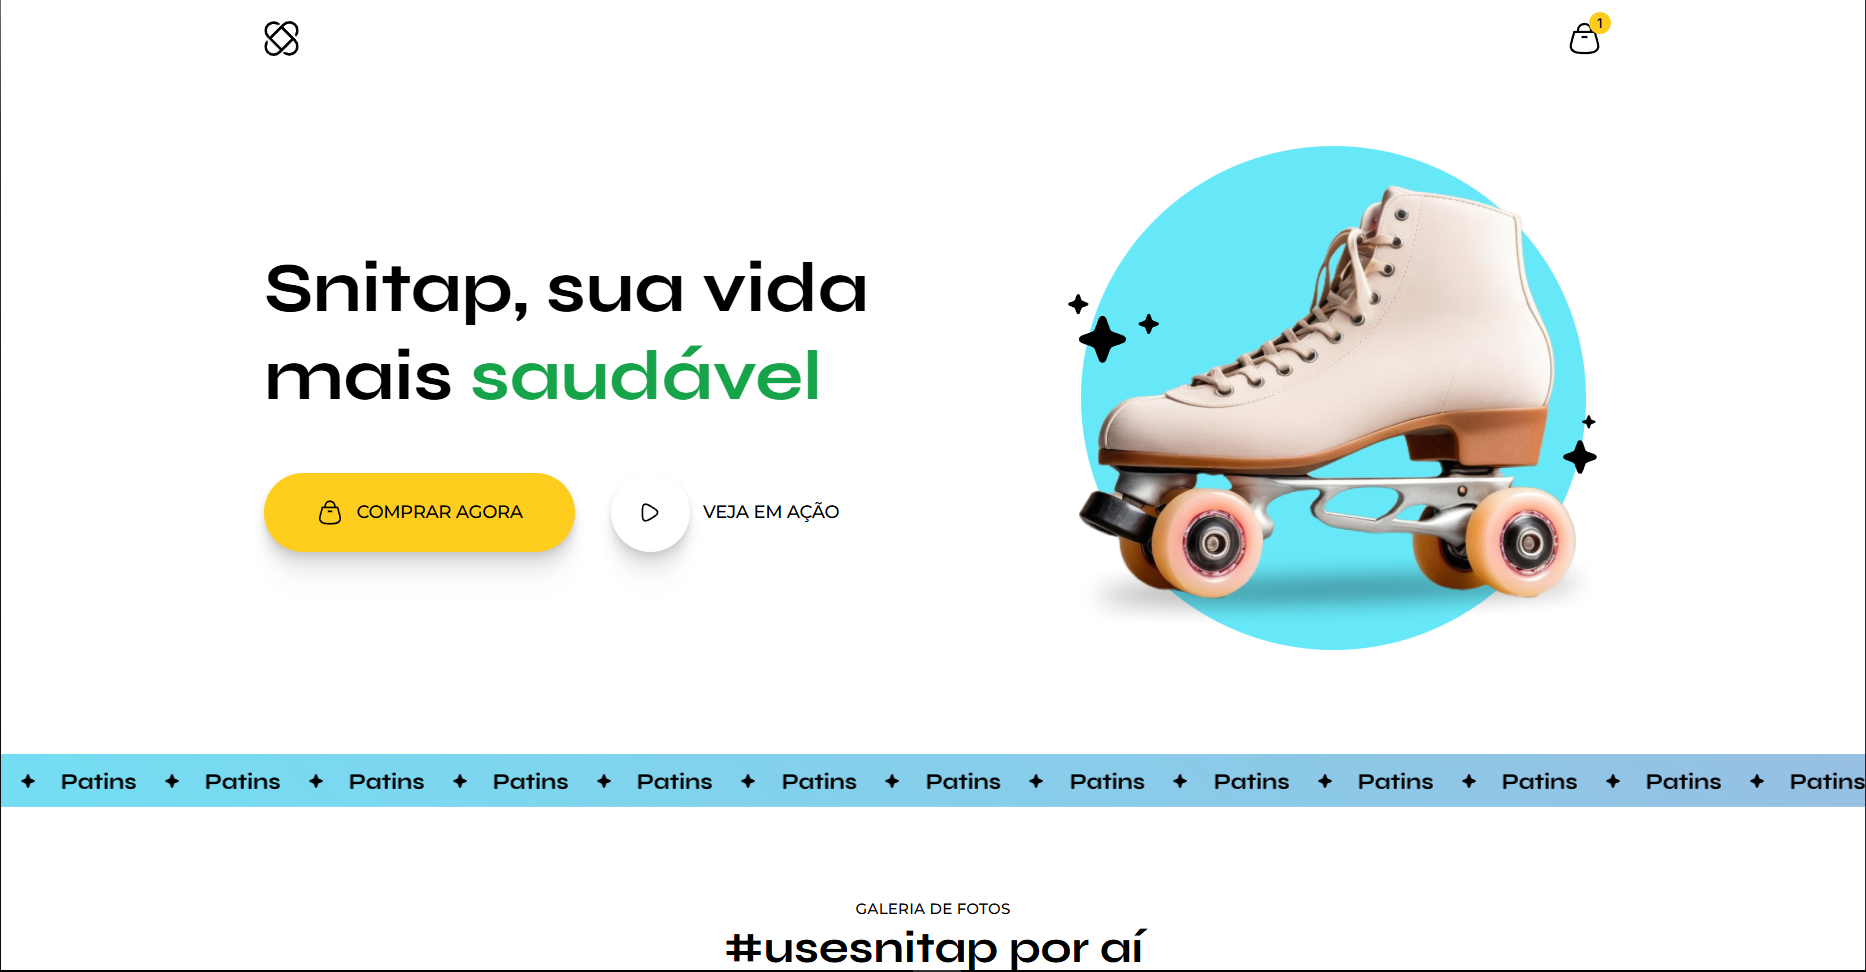 1
Snitap, sua vida
mais saudável
COMPRAR AGORA
VEJA EM AÇÃO
Patins Patins Patins Patins Patins Patins Patins Patins Patins Patins Patins Patins Patins
GALERIA DE FOTOS
#usesnitap por aí